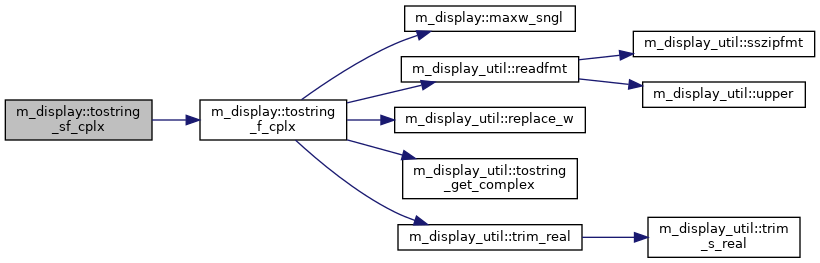 m_display::tostring
_sf_cplx
m_display::tostring
_f_cplx
m_display::maxw_sngl
m_display_util::readfmt
m_display_util::replace_w
m_display_util::tostring
_get_complex
m_display_util::trim_real
m_display_util::sszipfmt
m_display_util::upper
m_display_util::trim
_s_real